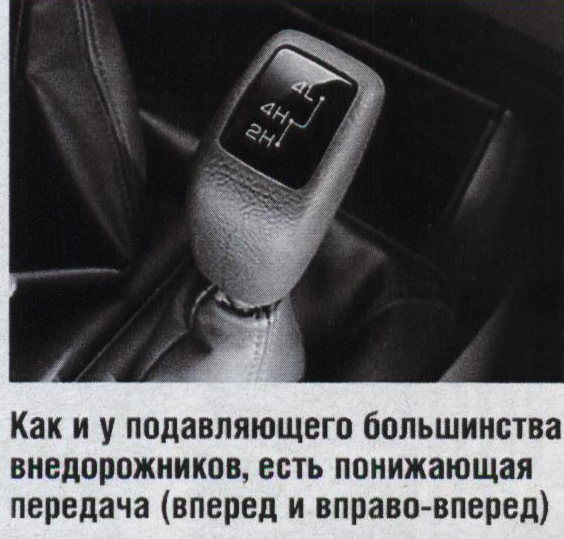 4L
4H
2H
Как и у подавляющего большинства
внедорожников, есть понижающая
передача (вперед и вправо-вперед)